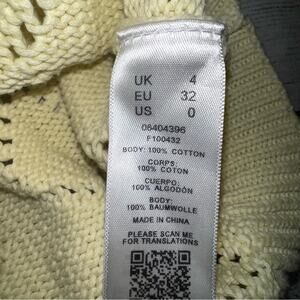 UK 4
EU 32
US 0
06404396
F100432
BODY: 100% COTTON
CORPS:
100% COTON
CUERPO:
100% ALGODÓN
BODY:
100% BAUMWOLLE
MADE IN CHINA
PLEASE SCAN ME
FOR TRANSLATIONS